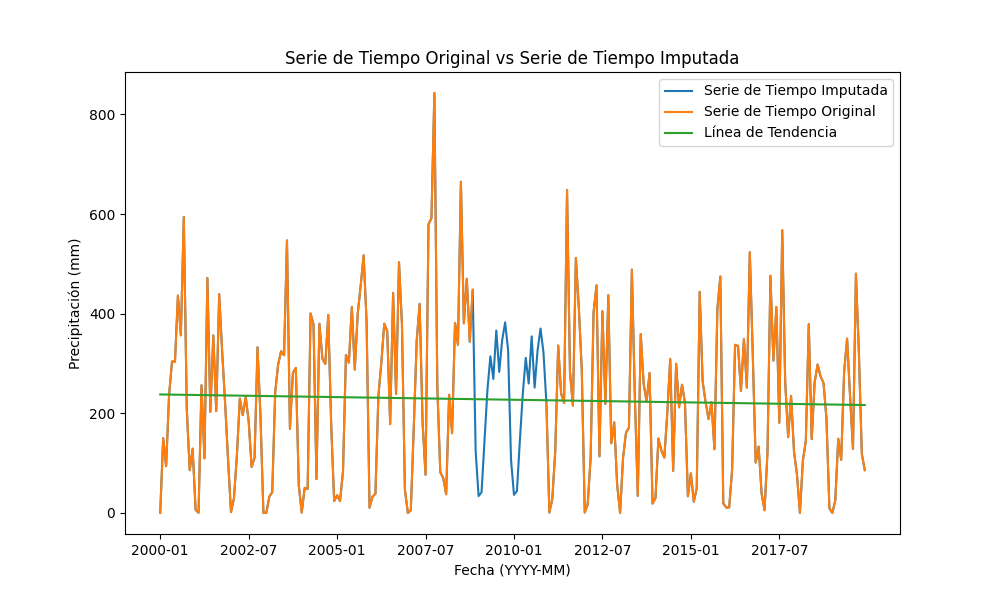 Serie de Tiempo Original vs Serie de Tiempo Imputada
Serie de Tiempo Imputada
Serie de Tiempo Original
Línea de Tendencia
Precipitación (mm)
800
600
400
200
0
2000-01 2002-07 2005-01 2007-07 2010-01 2012-07 2015-01 2017-07
Fecha (YYYY-MM)